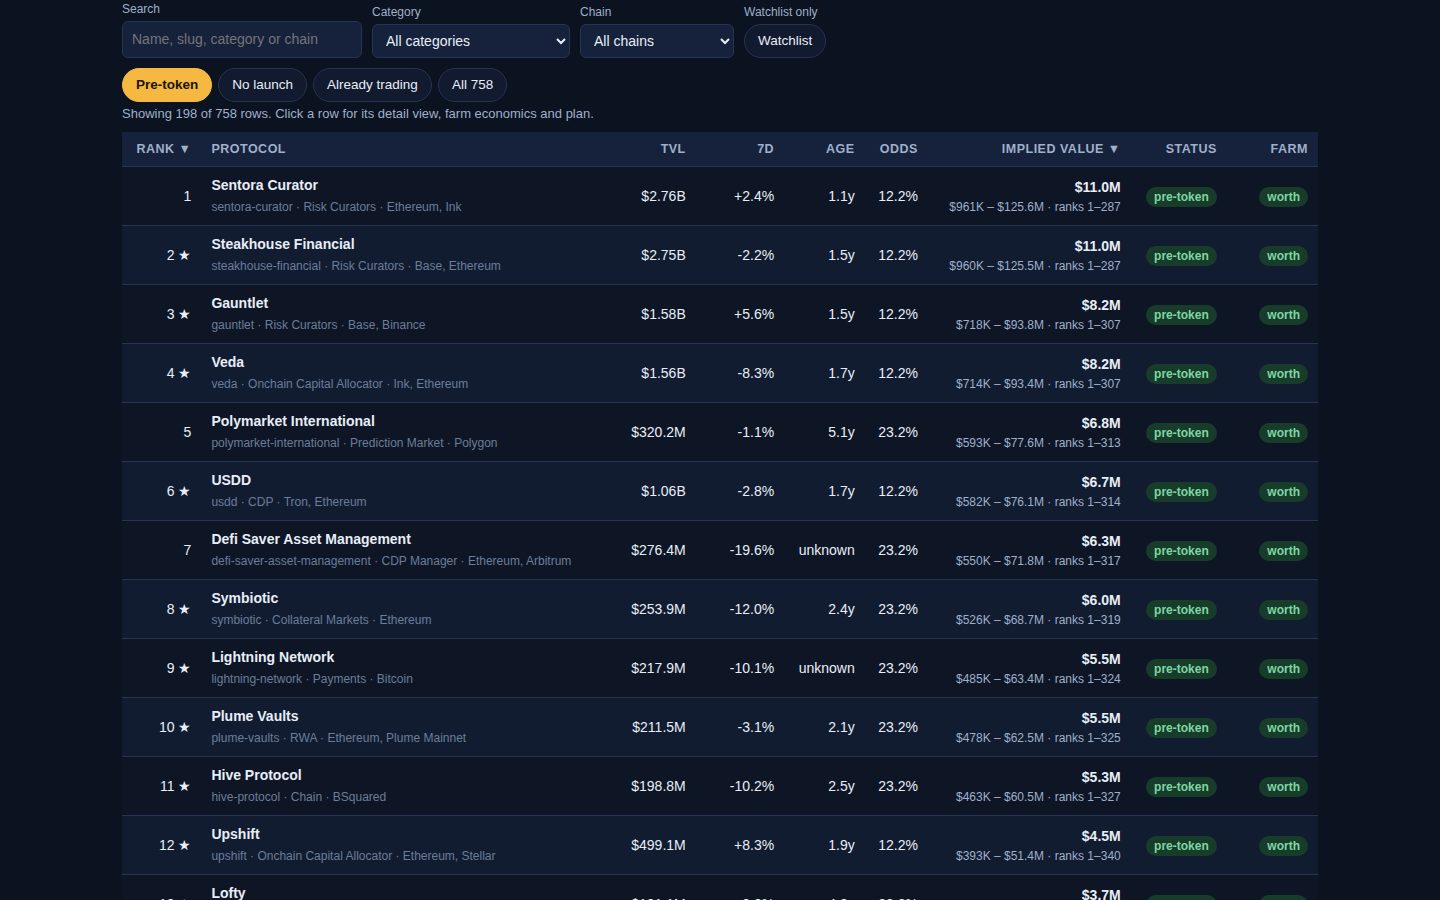 Search
Category
Chain
Watchlist only
Name, slug, category or chain
All categories
All chains
Watchlist
Pre-token
No launch
Already trading
All 758
Showing 198 of 758 rows. Click a row for its detail view, farm economics and plan.
RANK ▼ PROTOCOL TVL 7D AGE ODDS IMPLIED VALUE ▼ STATUS FARM
1 Sentora Curator $2.76B +2.4% 1.1y 12.2% $11.0M pre-token worth
sentora-curator · Risk Curators · Ethereum, Ink $961K – $125.6M · ranks 1–287
2 ★ Steakhouse Financial $2.75B -2.2% 1.5y 12.2% $11.0M pre-token worth
steakhouse-financial · Risk Curators · Base, Ethereum $960K – $125.5M · ranks 1–287
3 ★ Gauntlet $1.58B +5.6% 1.5y 12.2% $8.2M pre-token worth
gauntlet · Risk Curators · Base, Binance $718K – $93.8M · ranks 1–307
4 ★ Veda $1.56B -8.3% 1.7y 12.2% $8.2M pre-token worth
veda · Onchain Capital Allocator · Ink, Ethereum $714K – $93.4M · ranks 1–307
5 Polymarket International $320.2M -1.1% 5.1y 23.2% $6.8M pre-token worth
polymarket-international · Prediction Market · Polygon $593K – $77.6M · ranks 1–313
6 ★ USDD $1.06B -2.8% 1.7y 12.2% $6.7M pre-token worth
usdd · CDP · Tron, Ethereum $582K – $76.1M · ranks 1–314
7 Defi Saver Asset Management $276.4M -19.6% unknown 23.2% $6.3M pre-token worth
defi-saver-asset-management · CDP Manager · Ethereum, Arbitrum $550K – $71.8M · ranks 1–317
8 ★ Symbiotic $253.9M -12.0% 2.4y 23.2% $6.0M pre-token worth
symbiotic · Collateral Markets · Ethereum $526K – $68.7M · ranks 1–319
9 ★ Lightning Network $217.9M -10.1% unknown 23.2% $5.5M pre-token worth
lightning-network · Payments · Bitcoin $485K – $63.4M · ranks 1–324
10 ★ Plume Vaults $211.5M -3.1% 2.1y 23.2% $5.5M pre-token worth
plume-vaults · RWA · Ethereum, Plume Mainnet $478K – $62.5M · ranks 1–325
11 ★ Hive Protocol $198.8M -10.2% 2.5y 23.2% $5.3M pre-token worth
hive-protocol · Chain · BSquared $463K – $60.5M · ranks 1–327
12 ★ Upshift $499.1M +8.3% 1.9y 12.2% $4.5M pre-token worth
upshift · Onchain Capital Allocator · Ethereum, Stellar $393K – $51.4M · ranks 1–340
Lofty $3.7M